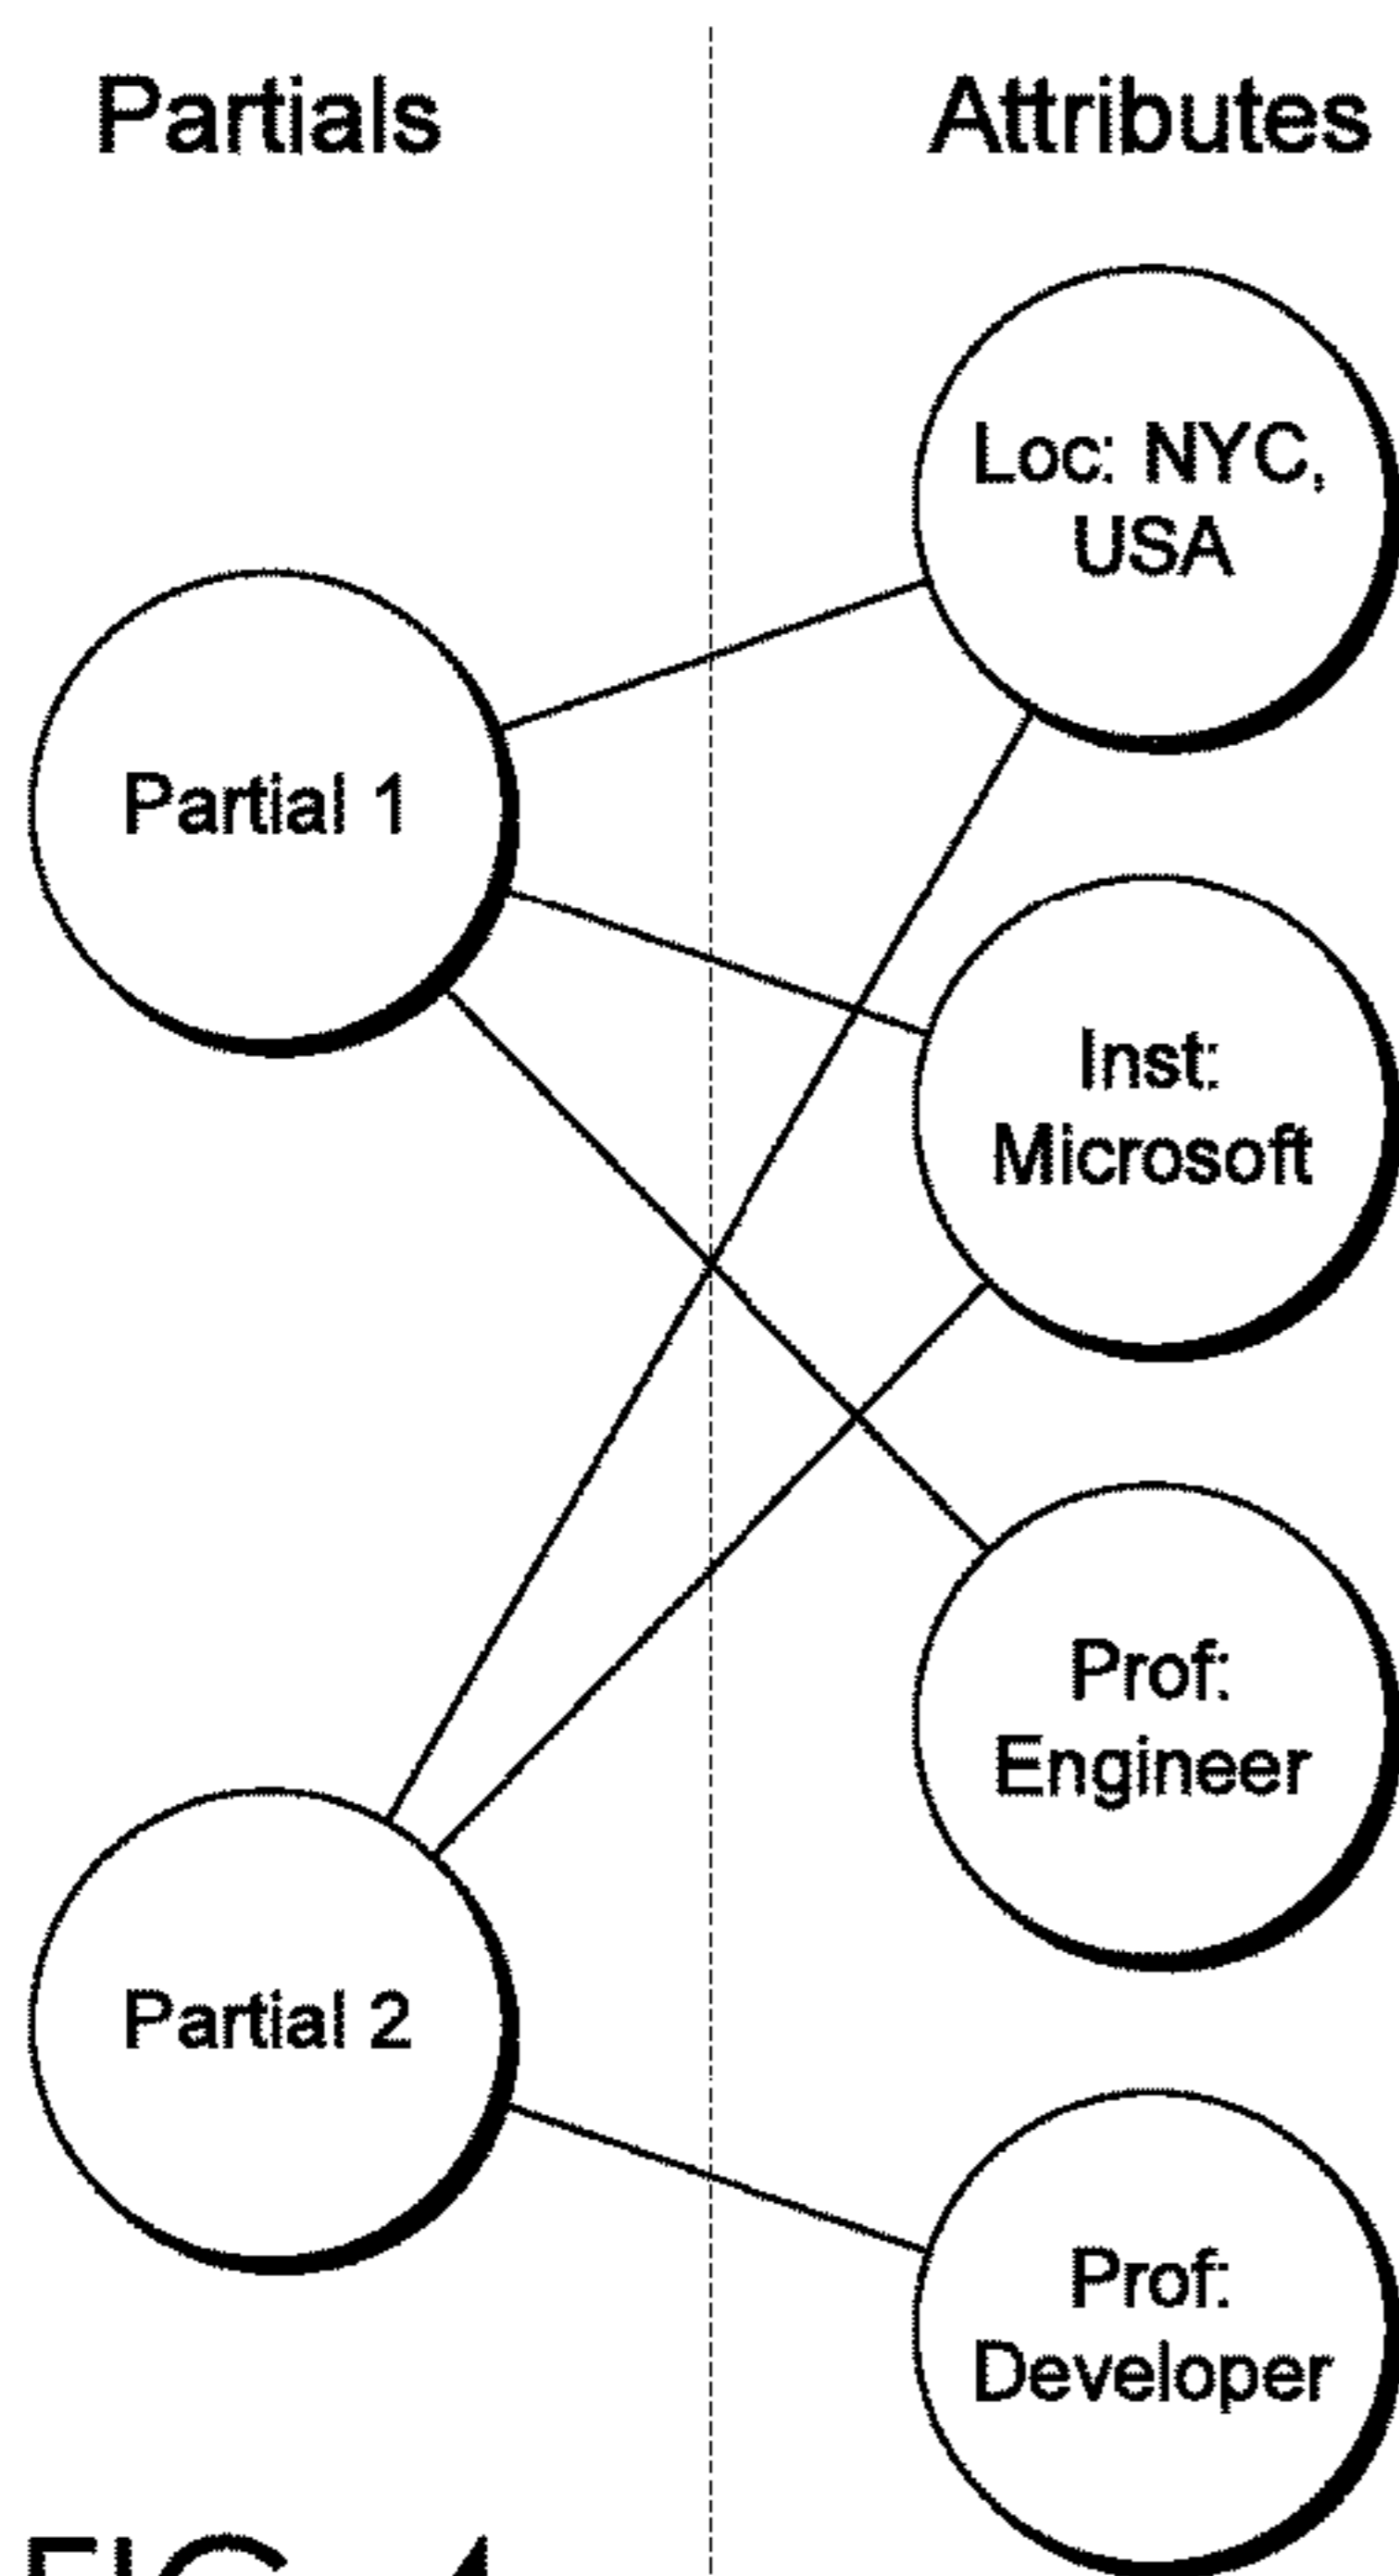 Partials
Attributes
Loc: NYC,
USA
Partial 1
Inst:
Microsoft
Prof:
Engineer
Partial 2
Prof:
Developer